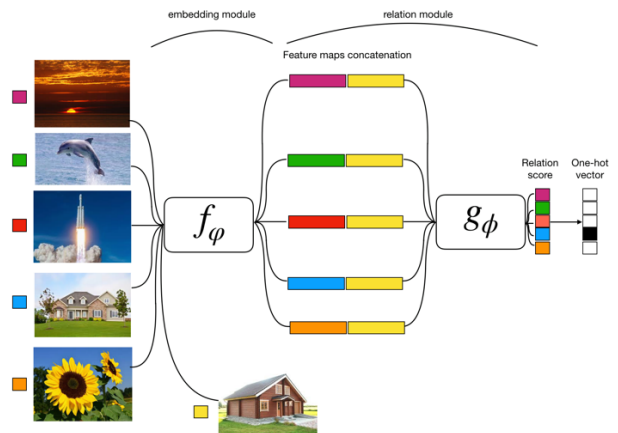 embedding module
relation module
Feature maps concatenation
Relation
score
One-hot
vector
fφ
gϕ